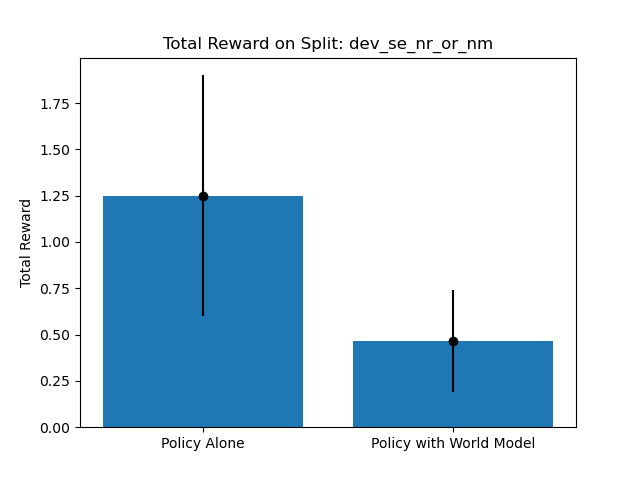 Total Reward on Split: dev_se_nr_or_nm
Total Reward
1.75
1.50
1.25
1.00
0.75
0.50
0.25
0.00
Policy Alone
Policy with World Model